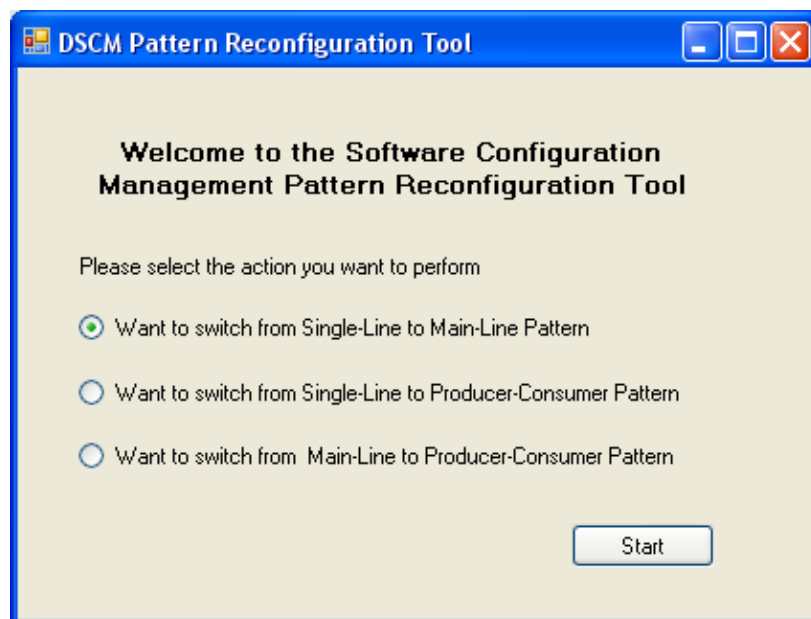 DSCM Pattern Reconfiguration Tool
Welcome to the Software Configuration
Management Pattern Reconfiguration Tool
Please select the action you want to perform
Want to switch from Single-Line to Main-Line Pattern
Want to switch from Single-Line to Producer-Consumer Pattern
Want to switch from  Main-Line to Producer-Consumer Pattern
Start